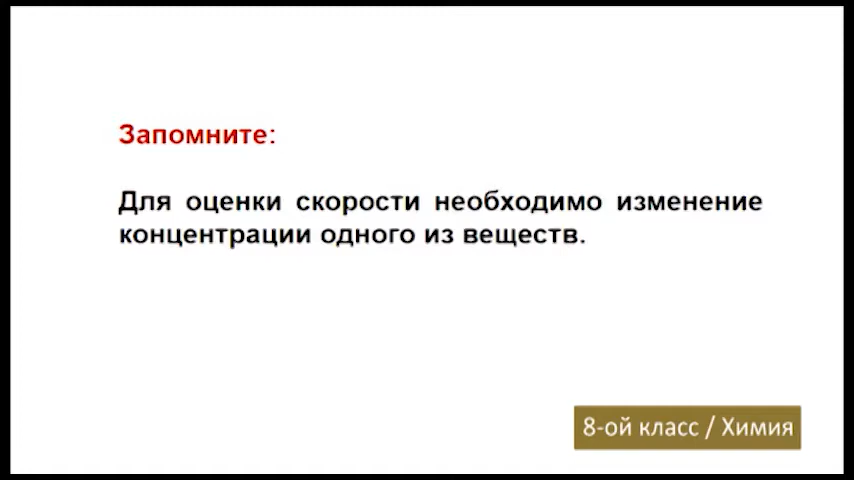 Запомните:
Для оценки скорости необходимо изменение
концентрации одного из веществ.
8-ой класс / Химия